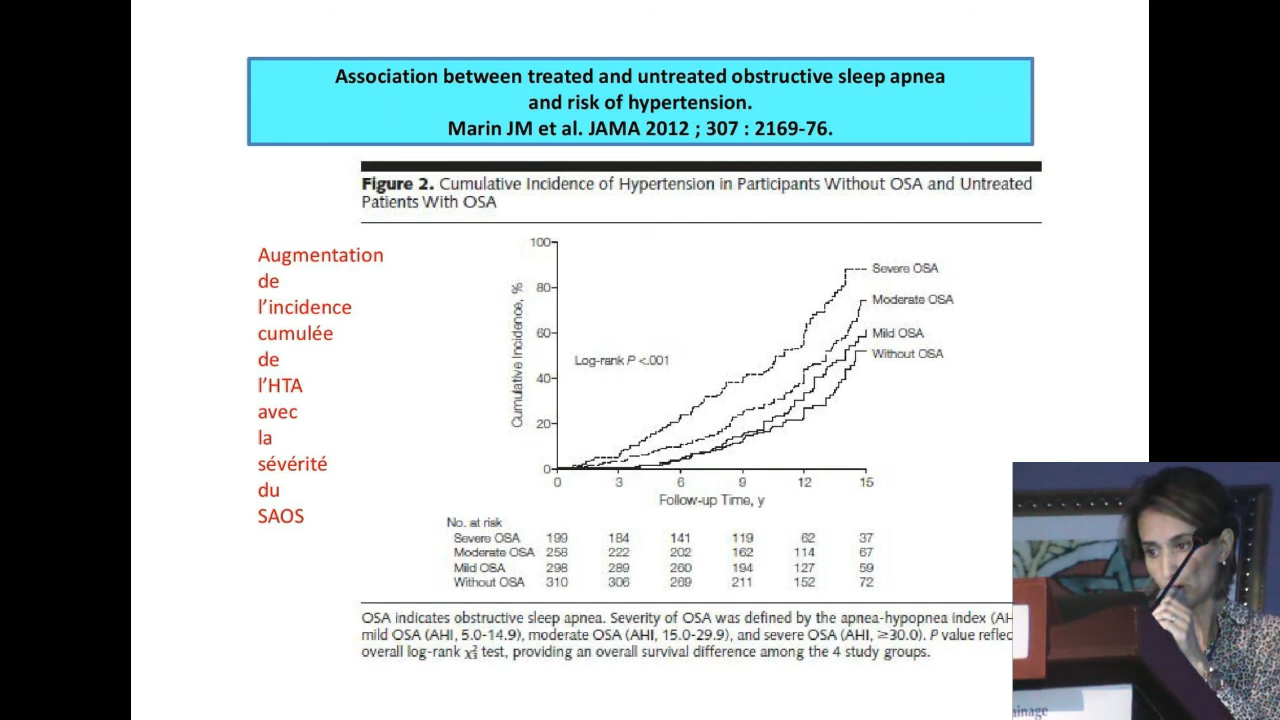 Association between treated and untreated obstructive sleep apnea
and risk of hypertension.
Marin JM et al. JAMA 2012 ; 307 : 2169-76.
Figure 2. Cumulative Incidence of Hypertension in Participants Without OSA and Untreated
Patients With OSA
Augmentation
de
l’incidence
cumulée
de
l’HTA
avec
la
sévérité
du
SAOS
Cumulative Incidence, %
100
80
60
40
20
0
Log-rank P <.001
Severe OSA
Moderate OSA
Mild OSA
Without OSA
0 3 6 9 12 15
Follow-up Time, y
No. at risk
Severe OSA 199 184 141 119 62 37
Moderate OSA 258 222 202 162 114 67
Mild OSA 298 289 260 194 127 59
Without OSA 310 306 269 211 152 72
OSA indicates obstructive sleep apnea. Severity of OSA was defined by the apnea-hypopnea index (AH
mild OSA (AHI, 5.0-14.9), moderate OSA (AHI, 15.0-29.9), and severe OSA (AHI, ≥30.0). P value reflec
overall log-rank χ²₃ test, providing an overall survival difference among the 4 study groups.
ainage